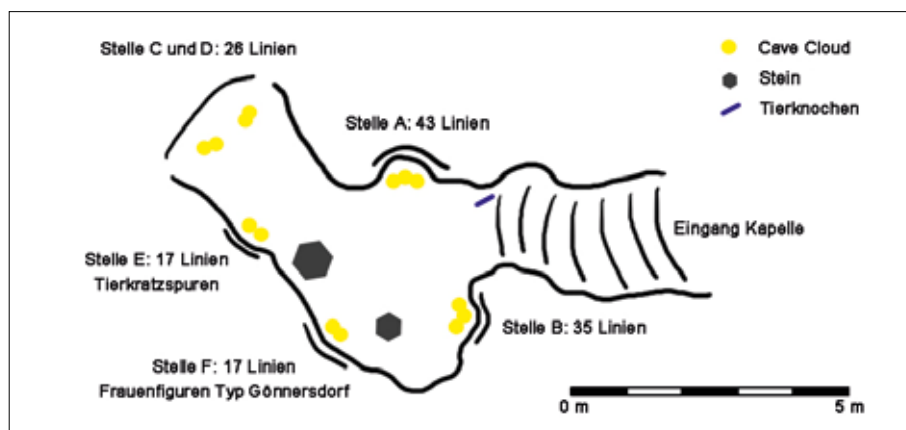 Stelle C und D: 26 Linien
Cave Cloud
Stein
Tierknochen
Stelle A: 43 Linien
Eingang Kapelle
Stelle E: 17 Linien
Tierkratzspuren
Stelle B: 35 Linien
Stelle F: 17 Linien
Frauenfiguren Typ Gönnersdorf
0 m
5 m